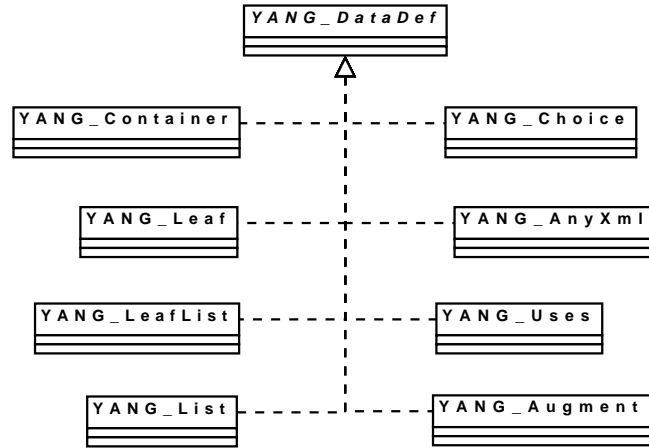 YANG_DataDef
YANG_Container
YANG_Choice
YANG_Leaf
YANG_AnyXml
YANG_LeafList
YANG_Uses
YANG_List
YANG_Augment